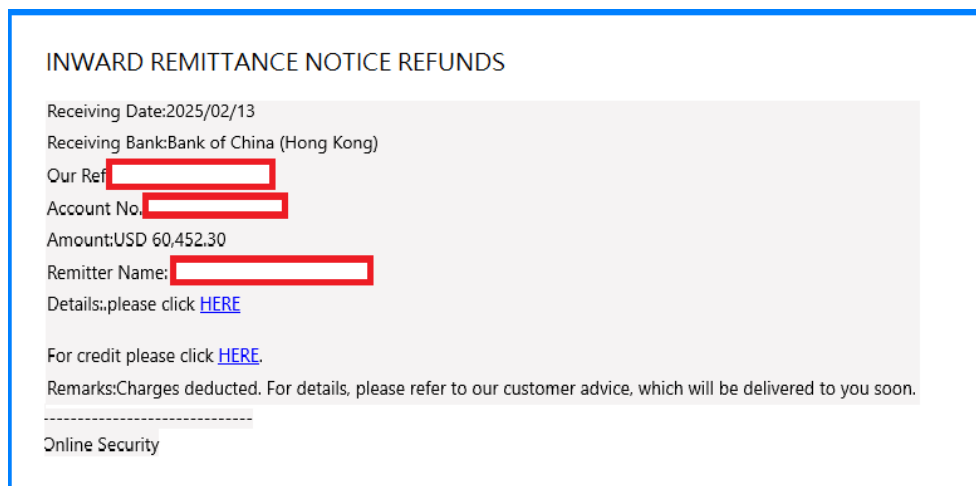 INWARD REMITTANCE NOTICE REFUNDS
Receiving Date:2025/02/13
Receiving Bank:Bank of China (Hong Kong)
Our Ref
Account No.
Amount:USD 60,452.30
Remitter Name:
Details:.please click HERE
For credit please click HERE.
Remarks:Charges deducted. For details, please refer to our customer advice, which will be delivered to you soon.
------------------------------
Online Security